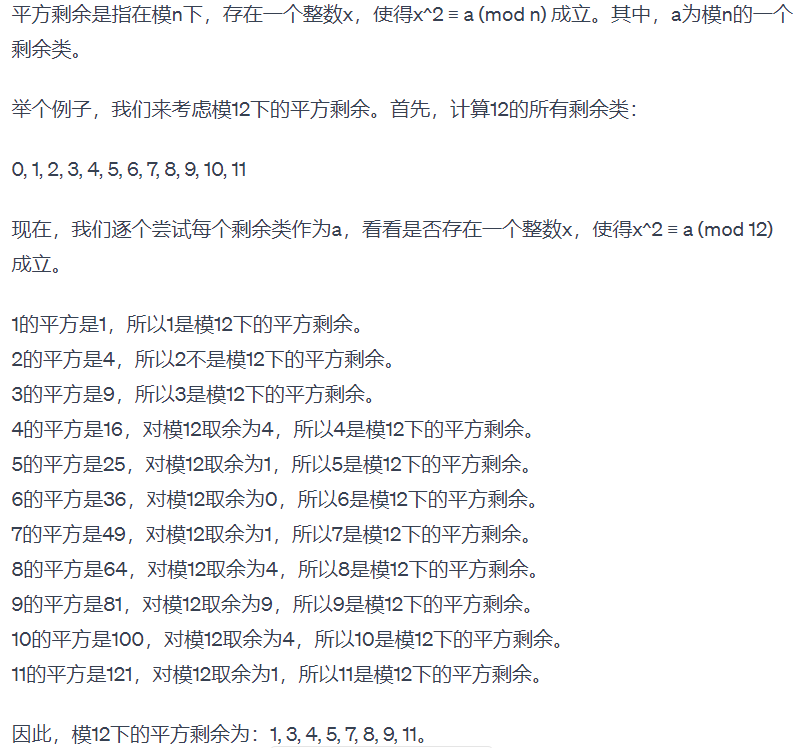 平方剩余是指在模n下，存在一个整数x，使得x^2 ≡ a (mod n) 成立。其中，a为模n的一个
剩余类。
举个例子，我们来考虑模12下的平方剩余。首先，计算12的所有剩余类：
0, 1, 2, 3, 4, 5, 6, 7, 8, 9, 10, 11
现在，我们逐个尝试每个剩余类作为a，看看是否存在一个整数x，使得x^2 ≡ a (mod 12)
成立。
1的平方是1，所以1是模12下的平方剩余。
2的平方是4，所以2不是模12下的平方剩余。
3的平方是9，所以3是模12下的平方剩余。
4的平方是16，对模12取余为4，所以4是模12下的平方剩余。
5的平方是25，对模12取余为1，所以5是模12下的平方剩余。
6的平方是36，对模12取余为0，所以6是模12下的平方剩余。
7的平方是49，对模12取余为1，所以7是模12下的平方剩余。
8的平方是64，对模12取余为4，所以8是模12下的平方剩余。
9的平方是81，对模12取余为9，所以9是模12下的平方剩余。
10的平方是100，对模12取余为4，所以10是模12下的平方剩余。
11的平方是121，对模12取余为1，所以11是模12下的平方剩余。
因此，模12下的平方剩余为：1, 3, 4, 5, 7, 8, 9, 11。